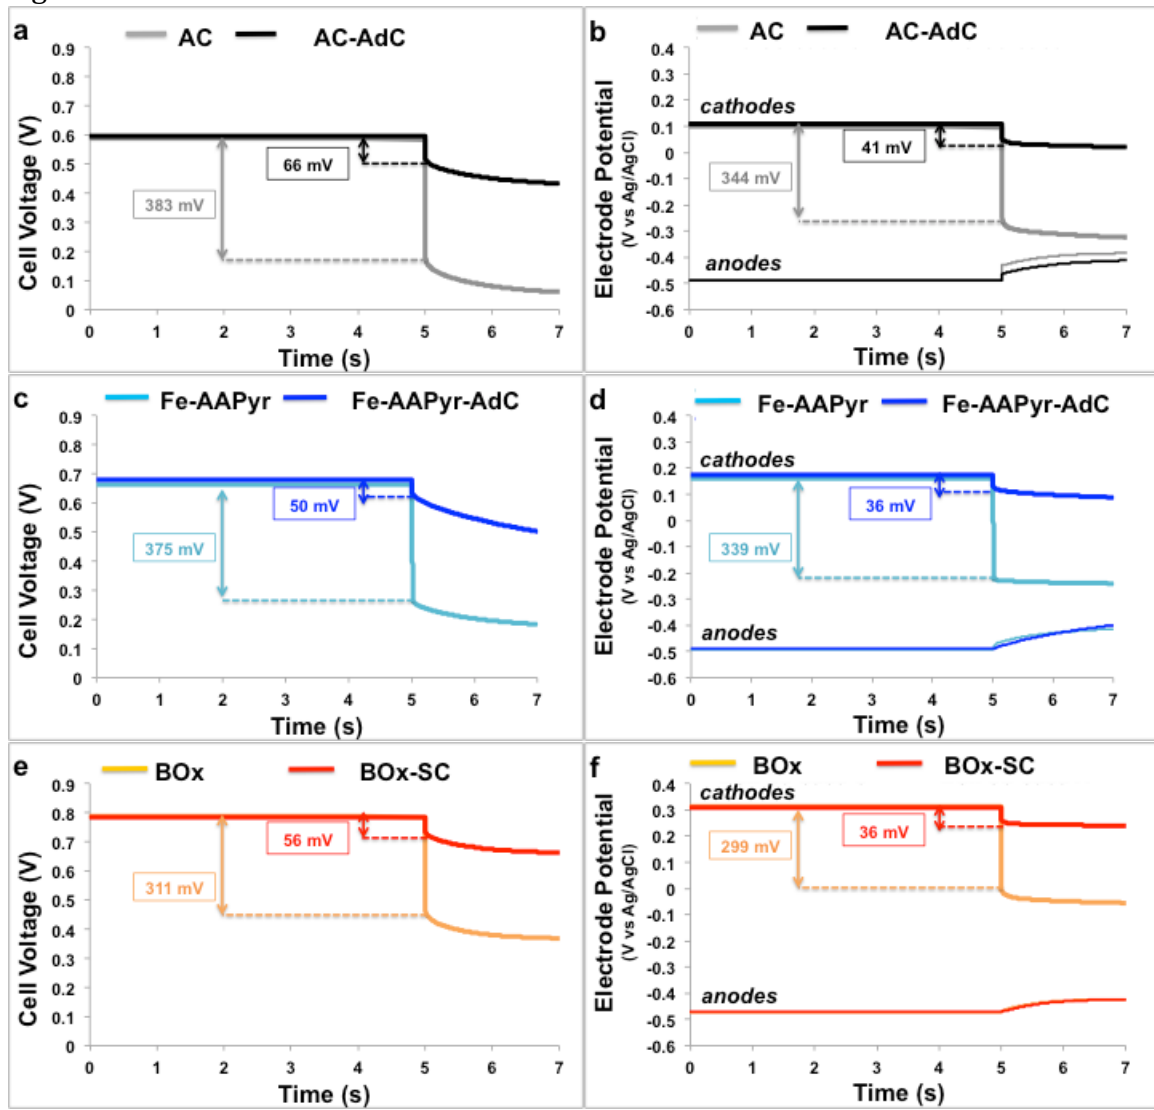 a AC AC-AdC
0.9
0.8
0.7
0.6
0.5
0.4
0.3
0.2
0.1
0
Cell Voltage (V)
66 mV
383 mV
0 1 2 3 4 5 6 7
Time (s)
b AC AC-AdC
0.4
0.3
0.2
0.1
0
-0.1
-0.2
-0.3
-0.4
-0.5
-0.6
Electrode Potential
(V vs Ag/AgCl)
cathodes
41 mV
344 mV
anodes
0 1 2 3 4 5 6 7
Time (s)
c Fe-AAPyr Fe-AAPyr-AdC
0.9
0.8
0.7
0.6
0.5
0.4
0.3
0.2
0.1
0
Cell Voltage (V)
50 mV
375 mV
0 1 2 3 4 5 6 7
Time (s)
d Fe-AAPyr Fe-AAPyr-AdC
0.4
0.3
0.2
0.1
0
-0.1
-0.2
-0.3
-0.4
-0.5
-0.6
Electrode Potential
(V vs Ag/AgCl)
cathodes
36 mV
339 mV
anodes
0 1 2 3 4 5 6 7
Time (s)
e BOx BOx-SC
0.9
0.8
0.7
0.6
0.5
0.4
0.3
0.2
0.1
0
Cell Voltage (V)
56 mV
311 mV
0 1 2 3 4 5 6 7
Time (s)
f BOx BOx-SC
0.4
0.3
0.2
0.1
0
-0.1
-0.2
-0.3
-0.4
-0.5
-0.6
Electrode Potential
(V vs Ag/AgCl)
cathodes
36 mV
299 mV
anodes
0 1 2 3 4 5 6 7
Time (s)